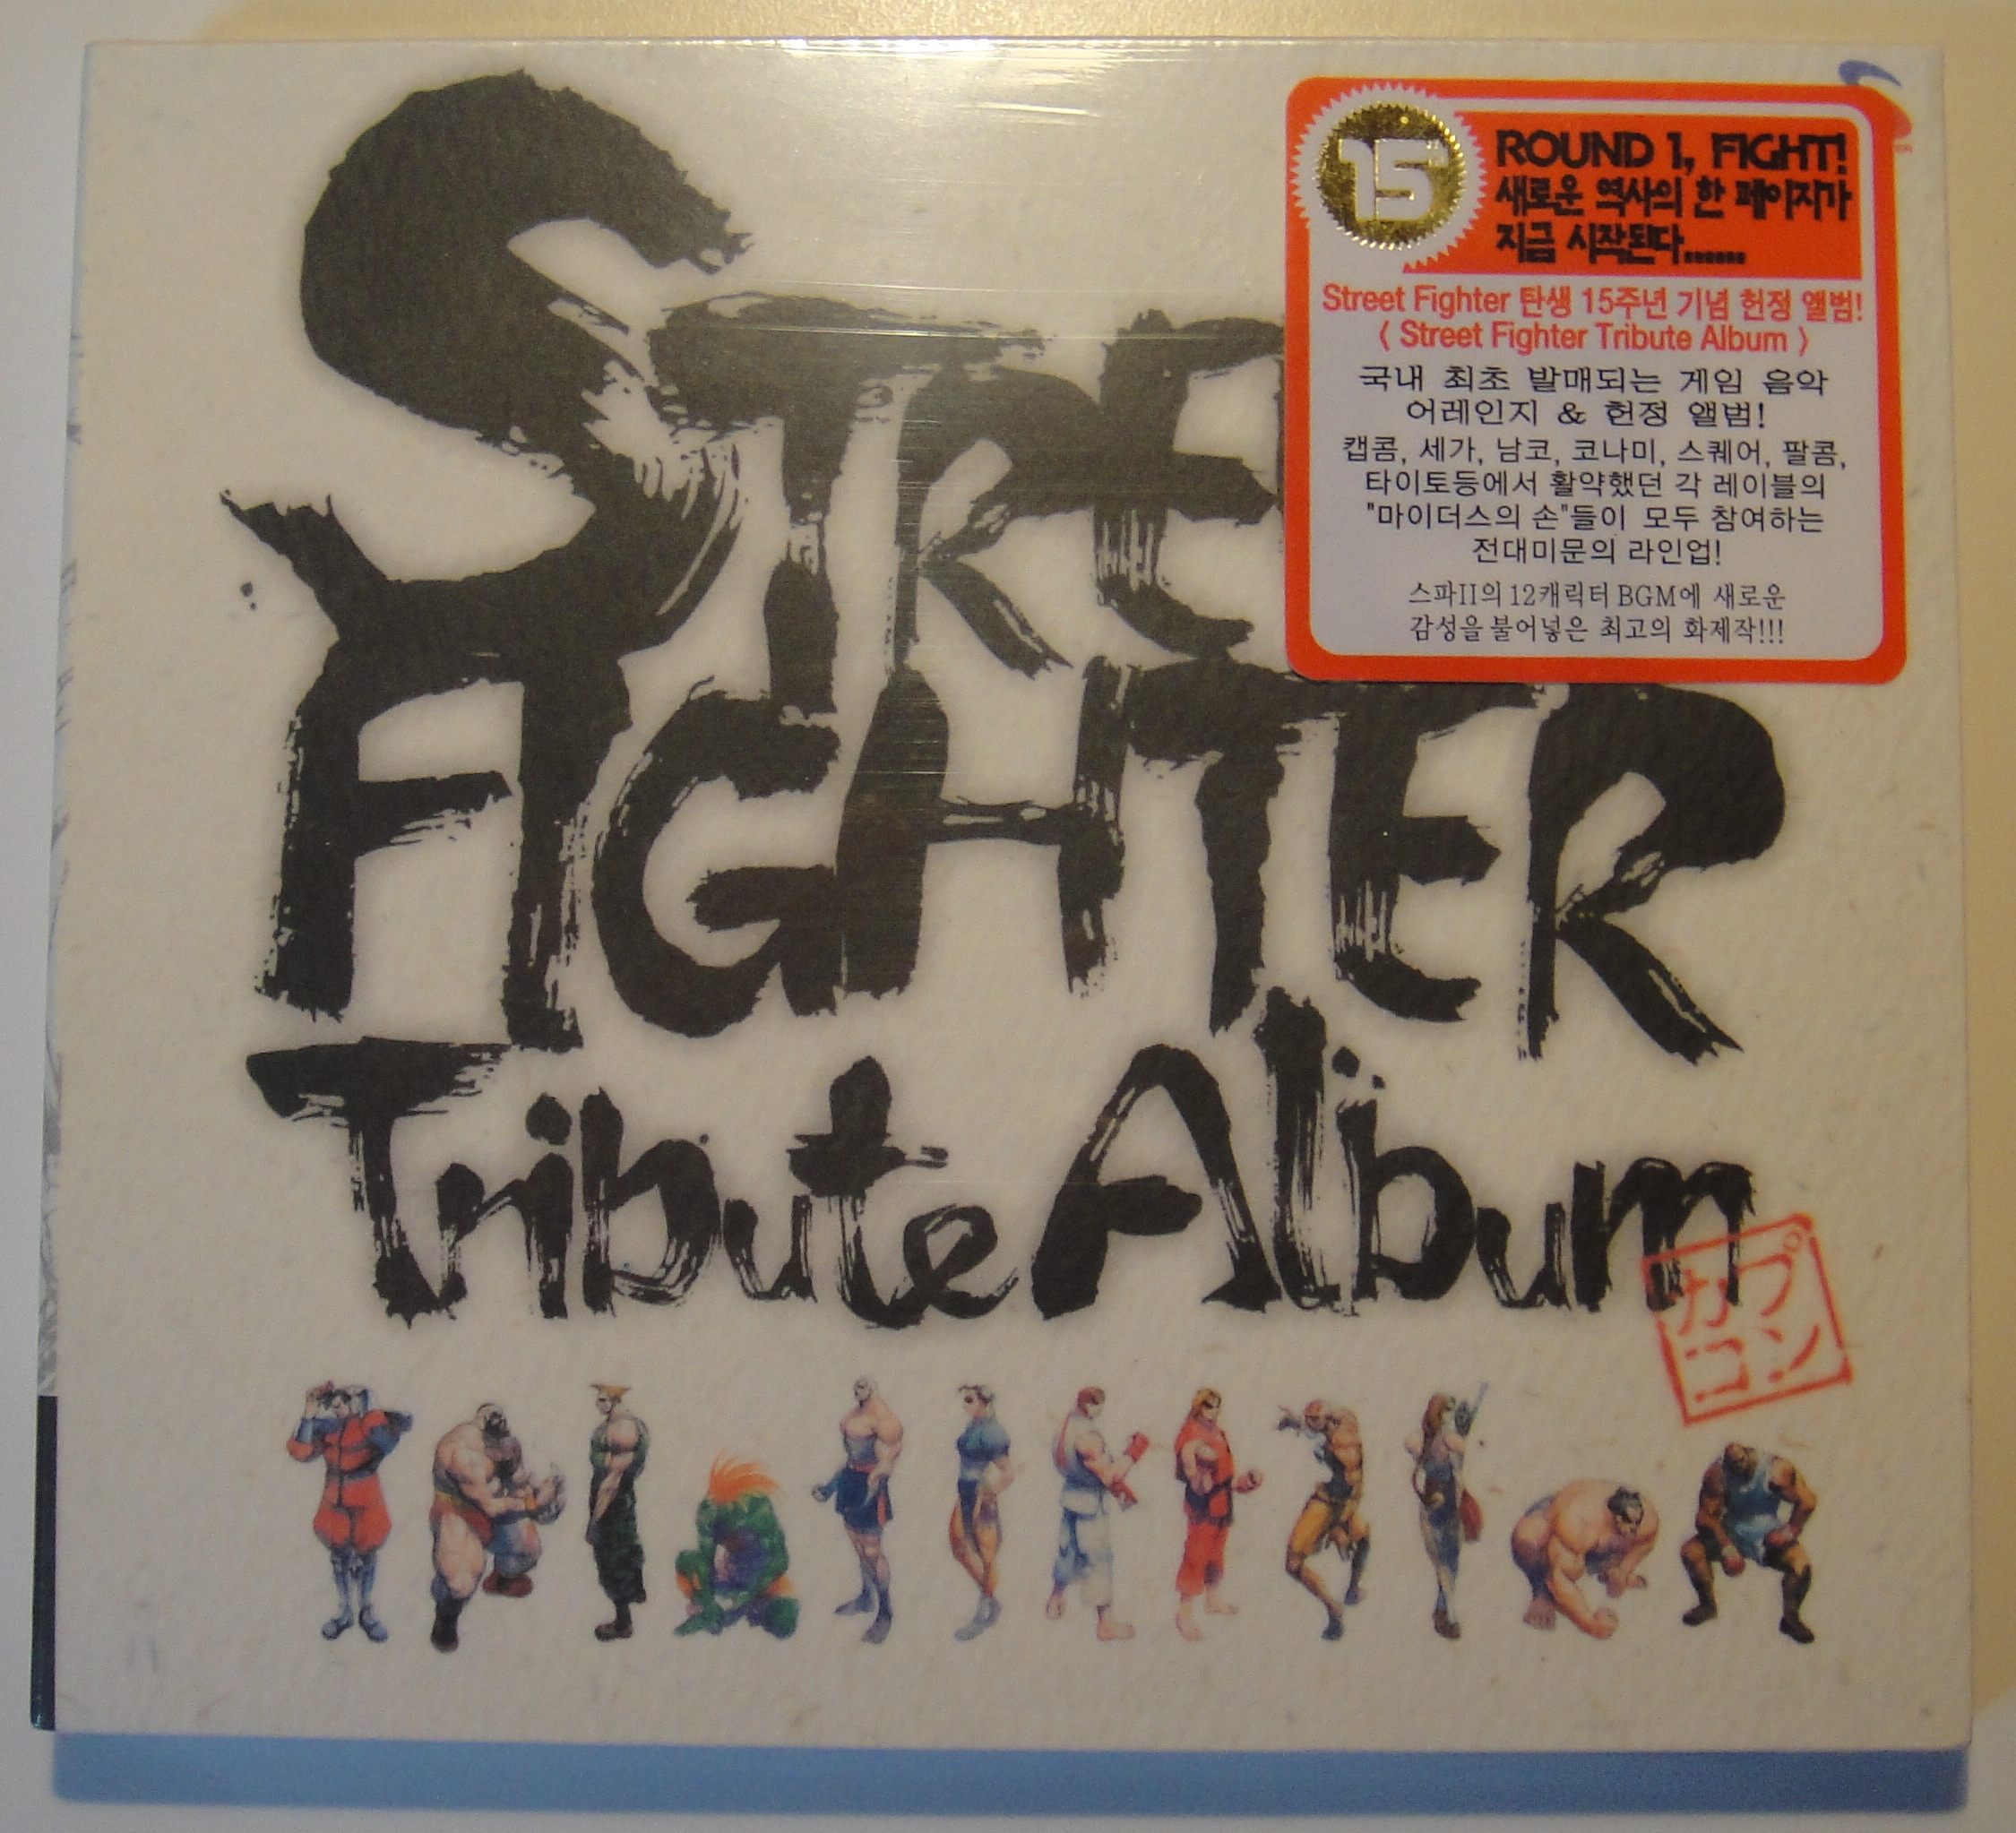 STREET
FIGHTER
Tribute Album
カプ
コン
15
ROUND 1, FIGHT!
새로운 역사의 한 페이지가
지금 시작된다......
Street Fighter 탄생 15주년 기념 헌정 앨범!
< Street Fighter Tribute Album >
국내 최초 발매되는 게임 음악
어레인지 & 헌정 앨범!
캡콤, 세가, 남코, 코나미, 스퀘어, 팔콤,
타이토등에서 활약했던 각 레이블의
"마이더스의 손"들이 모두 참여하는
전대미문의 라인업!
스파II의 12캐릭터 BGM에 새로운
감성을 불어넣은 최고의 화제작!!!